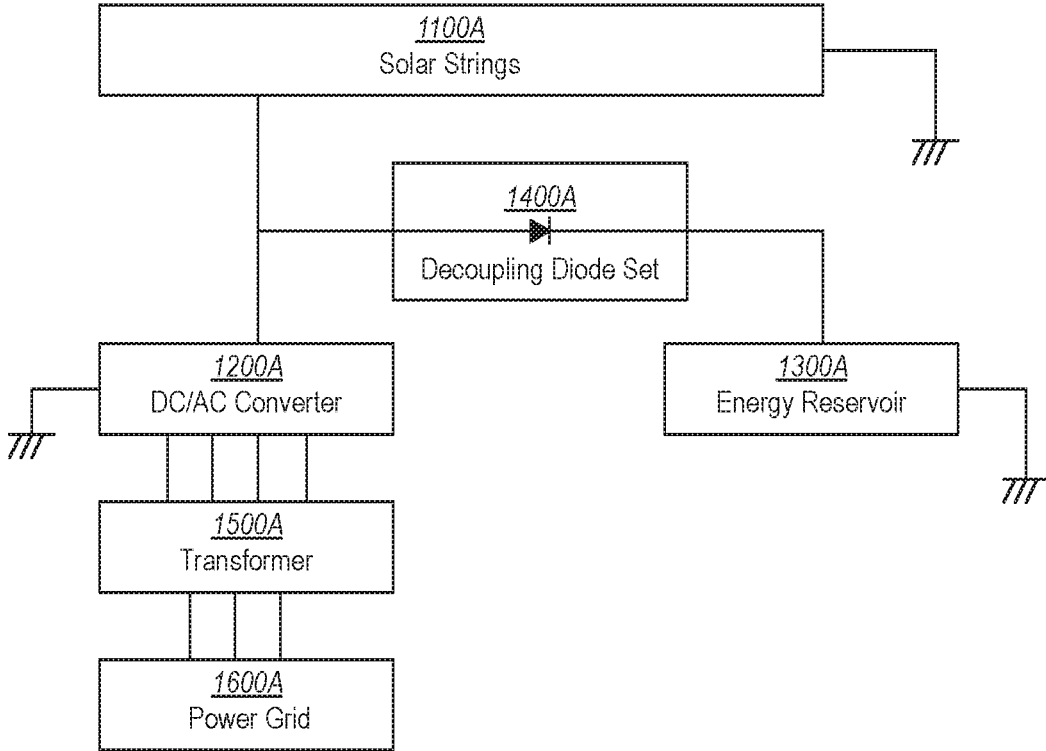 1100A
Solar Strings
1400A
Decoupling Diode Set
1200A
DC/AC Converter
1300A
Energy Reservoir
1500A
Transformer
1600A
Power Grid